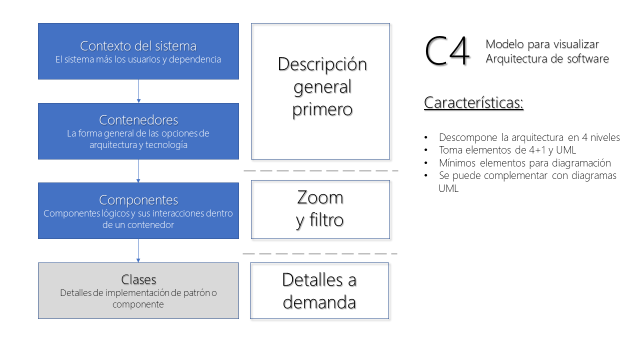 Contexto del sistema
El sistema más los usuarios y dependencia
Contenedores
La forma general de las opciones de
arquitectura y tecnología
Componentes
Componentes lógicos y sus interacciones dentro
de un contenedor
Clases
Detalles de implementación de patrón o
componente
Descripción
general
primero
Zoom
y filtro
Detalles a
demanda
C4
Modelo para visualizar
Arquitectura de software
Características:
• Descompone la arquitectura en 4 niveles
• Toma elementos de 4+1 y UML
• Mínimos elementos para diagramación
• Se puede complementar con diagramas
UML